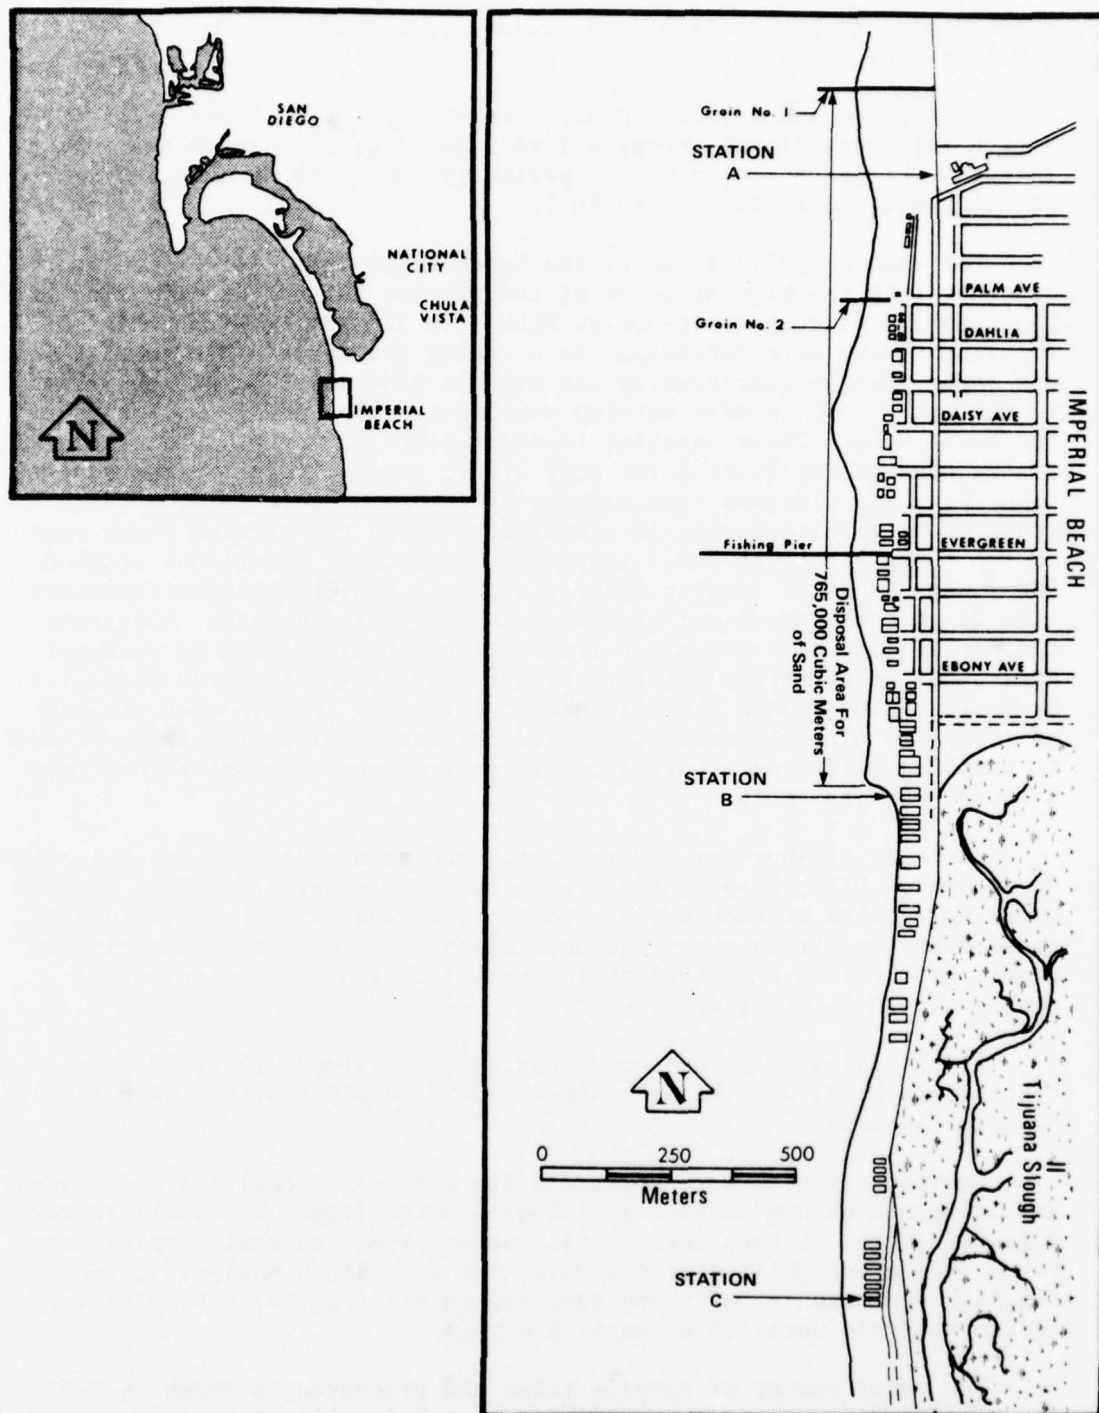 SAN
DIEGO
NATIONAL
CITY
CHULA
VISTA
IMPERIAL
BEACH
N
Groin No. 1
STATION
A
PALM AVE
Groin No. 2
DAHLIA
DAISY AVE
IMPERIAL BEACH
Fishing Pier
EVERGREEN
Disposal Area For
765,000 Cubic Meters
of Sand
EBONY AVE
STATION
B
N
Tijuana Slough
0 250 500
Meters
STATION
C